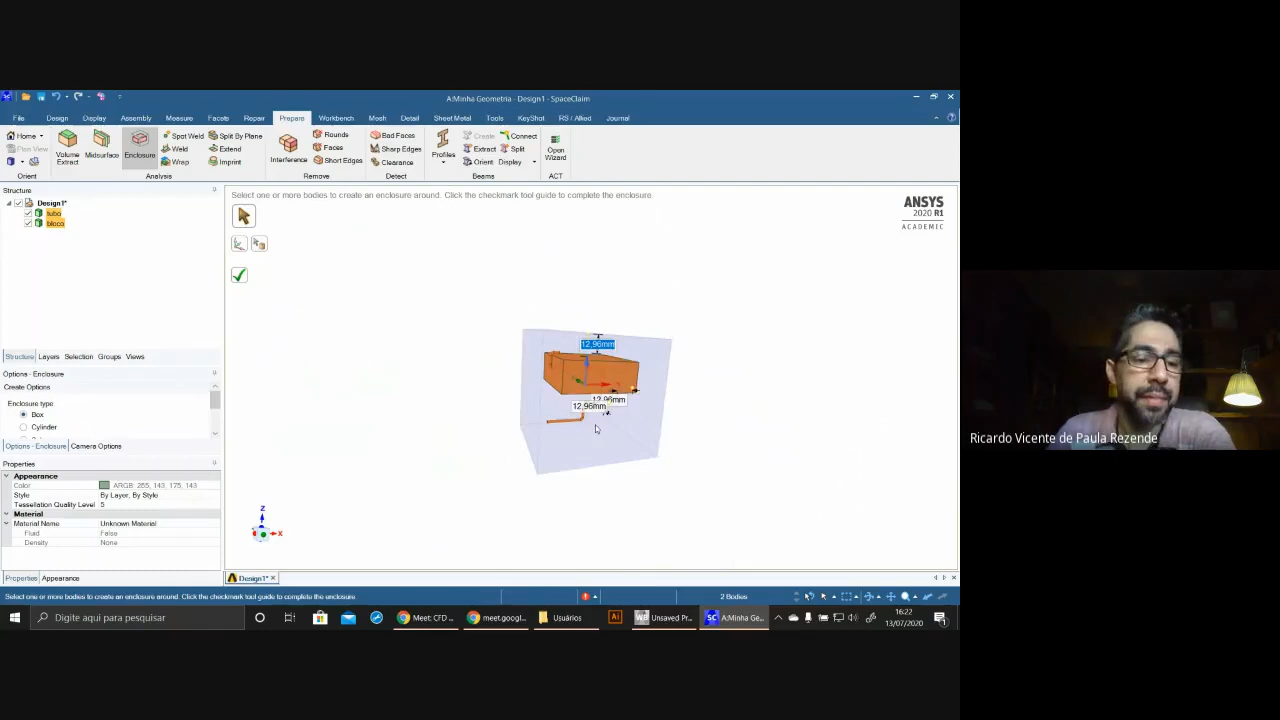 A:Minha Geometria - Design1 - SpaceClaim
File Design Display Assembly Measure Facets Repair Prepare Workbench Mesh Detail Sheet Metal Tools KeyShot RS / Allied Journal
Home Spot Weld Split By Plane Rounds Bad Faces Create Connect
Plan View Weld Extend Faces Sharp Edges Extract Split
Wrap Imprint Short Edges Clearance Orient Display
Volume Extract Midsurface Enclosure Interference Profiles Open Wizard
Orient Analysis Remove Detect Beams ACT
Structure
Design1*
tubo
bloco
Select one or more bodies to create an enclosure around. Click the checkmark tool guide to complete the enclosure.
ANSYS
2020 R1
ACADEMIC
12,96mm
12,96mm
12,96mm
Z
X
Structure Layers Selection Groups Views
Options - Enclosure
Create Options
Enclosure type
Box
Cylinder
Options - Enclosure Camera Options
Properties
Appearance
Color ARGB: 255, 143, 175, 143
Style By Layer, By Style
Tessellation Quality Level 5
Material
Material Name Unknown Material
Fluid False
Density None
Properties Appearance
Design1*
Select one or more bodies to create an enclosure around. Click the checkmark tool guide to complete the enclosure.
2 Bodies
Digite aqui para pesquisar
Meet: CFD ...
meet.googl...
Usuários
Ai
WB
Unsaved Pr...
SC
A:Minha Ge...
16:22
13/07/2020
1
Ricardo Vicente de Paula Rezende